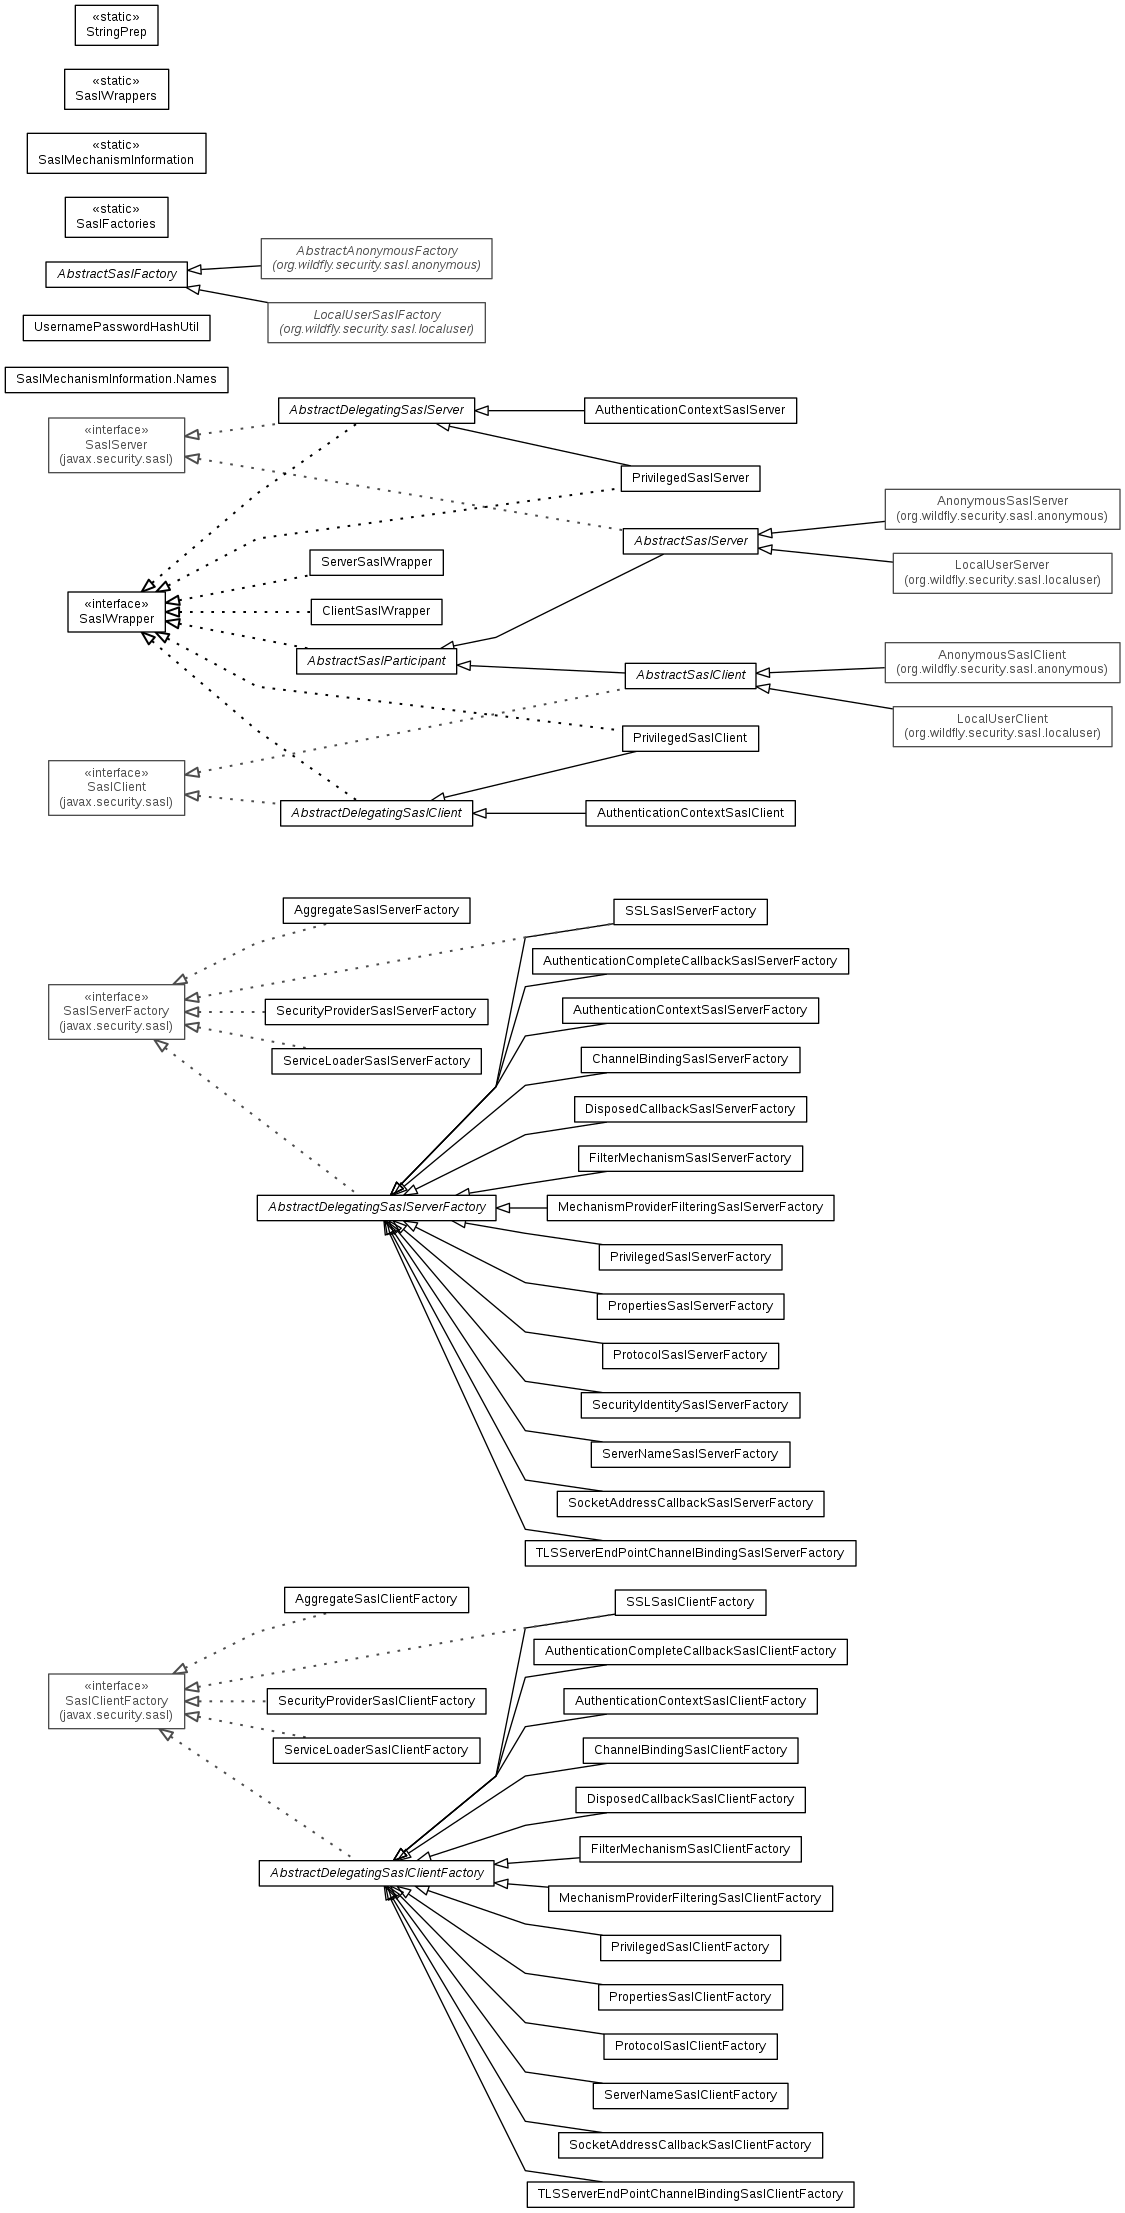 «static»
StringPrep
«static»
SaslWrappers
«static»
SaslMechanismInformation
«static»
SaslFactories
AbstractSaslFactory
AbstractAnonymousFactory
(org.wildfly.security.sasl.anonymous)
LocalUserSaslFactory
(org.wildfly.security.sasl.localuser)
UsernamePasswordHashUtil
SaslMechanismInformation.Names
«interface»
SaslServer
(javax.security.sasl)
AbstractDelegatingSaslServer
AuthenticationContextSaslServer
PrivilegedSaslServer
AbstractSaslServer
AnonymousSaslServer
(org.wildfly.security.sasl.anonymous)
LocalUserServer
(org.wildfly.security.sasl.localuser)
«interface»
SaslWrapper
ServerSaslWrapper
ClientSaslWrapper
AbstractSaslParticipant
AbstractSaslClient
AnonymousSaslClient
(org.wildfly.security.sasl.anonymous)
LocalUserClient
(org.wildfly.security.sasl.localuser)
PrivilegedSaslClient
«interface»
SaslClient
(javax.security.sasl)
AbstractDelegatingSaslClient
AuthenticationContextSaslClient
AggregateSaslServerFactory
SSLSaslServerFactory
AuthenticationCompleteCallbackSaslServerFactory
«interface»
SaslServerFactory
(javax.security.sasl)
SecurityProviderSaslServerFactory
AuthenticationContextSaslServerFactory
ServiceLoaderSaslServerFactory
ChannelBindingSaslServerFactory
DisposedCallbackSaslServerFactory
FilterMechanismSaslServerFactory
AbstractDelegatingSaslServerFactory
MechanismProviderFilteringSaslServerFactory
PrivilegedSaslServerFactory
PropertiesSaslServerFactory
ProtocolSaslServerFactory
SecurityIdentitySaslServerFactory
ServerNameSaslServerFactory
SocketAddressCallbackSaslServerFactory
TLSServerEndPointChannelBindingSaslServerFactory
AggregateSaslClientFactory
SSLSaslClientFactory
AuthenticationCompleteCallbackSaslClientFactory
«interface»
SaslClientFactory
(javax.security.sasl)
SecurityProviderSaslClientFactory
AuthenticationContextSaslClientFactory
ServiceLoaderSaslClientFactory
ChannelBindingSaslClientFactory
DisposedCallbackSaslClientFactory
FilterMechanismSaslClientFactory
AbstractDelegatingSaslClientFactory
MechanismProviderFilteringSaslClientFactory
PrivilegedSaslClientFactory
PropertiesSaslClientFactory
ProtocolSaslClientFactory
ServerNameSaslClientFactory
SocketAddressCallbackSaslClientFactory
TLSServerEndPointChannelBindingSaslClientFactory